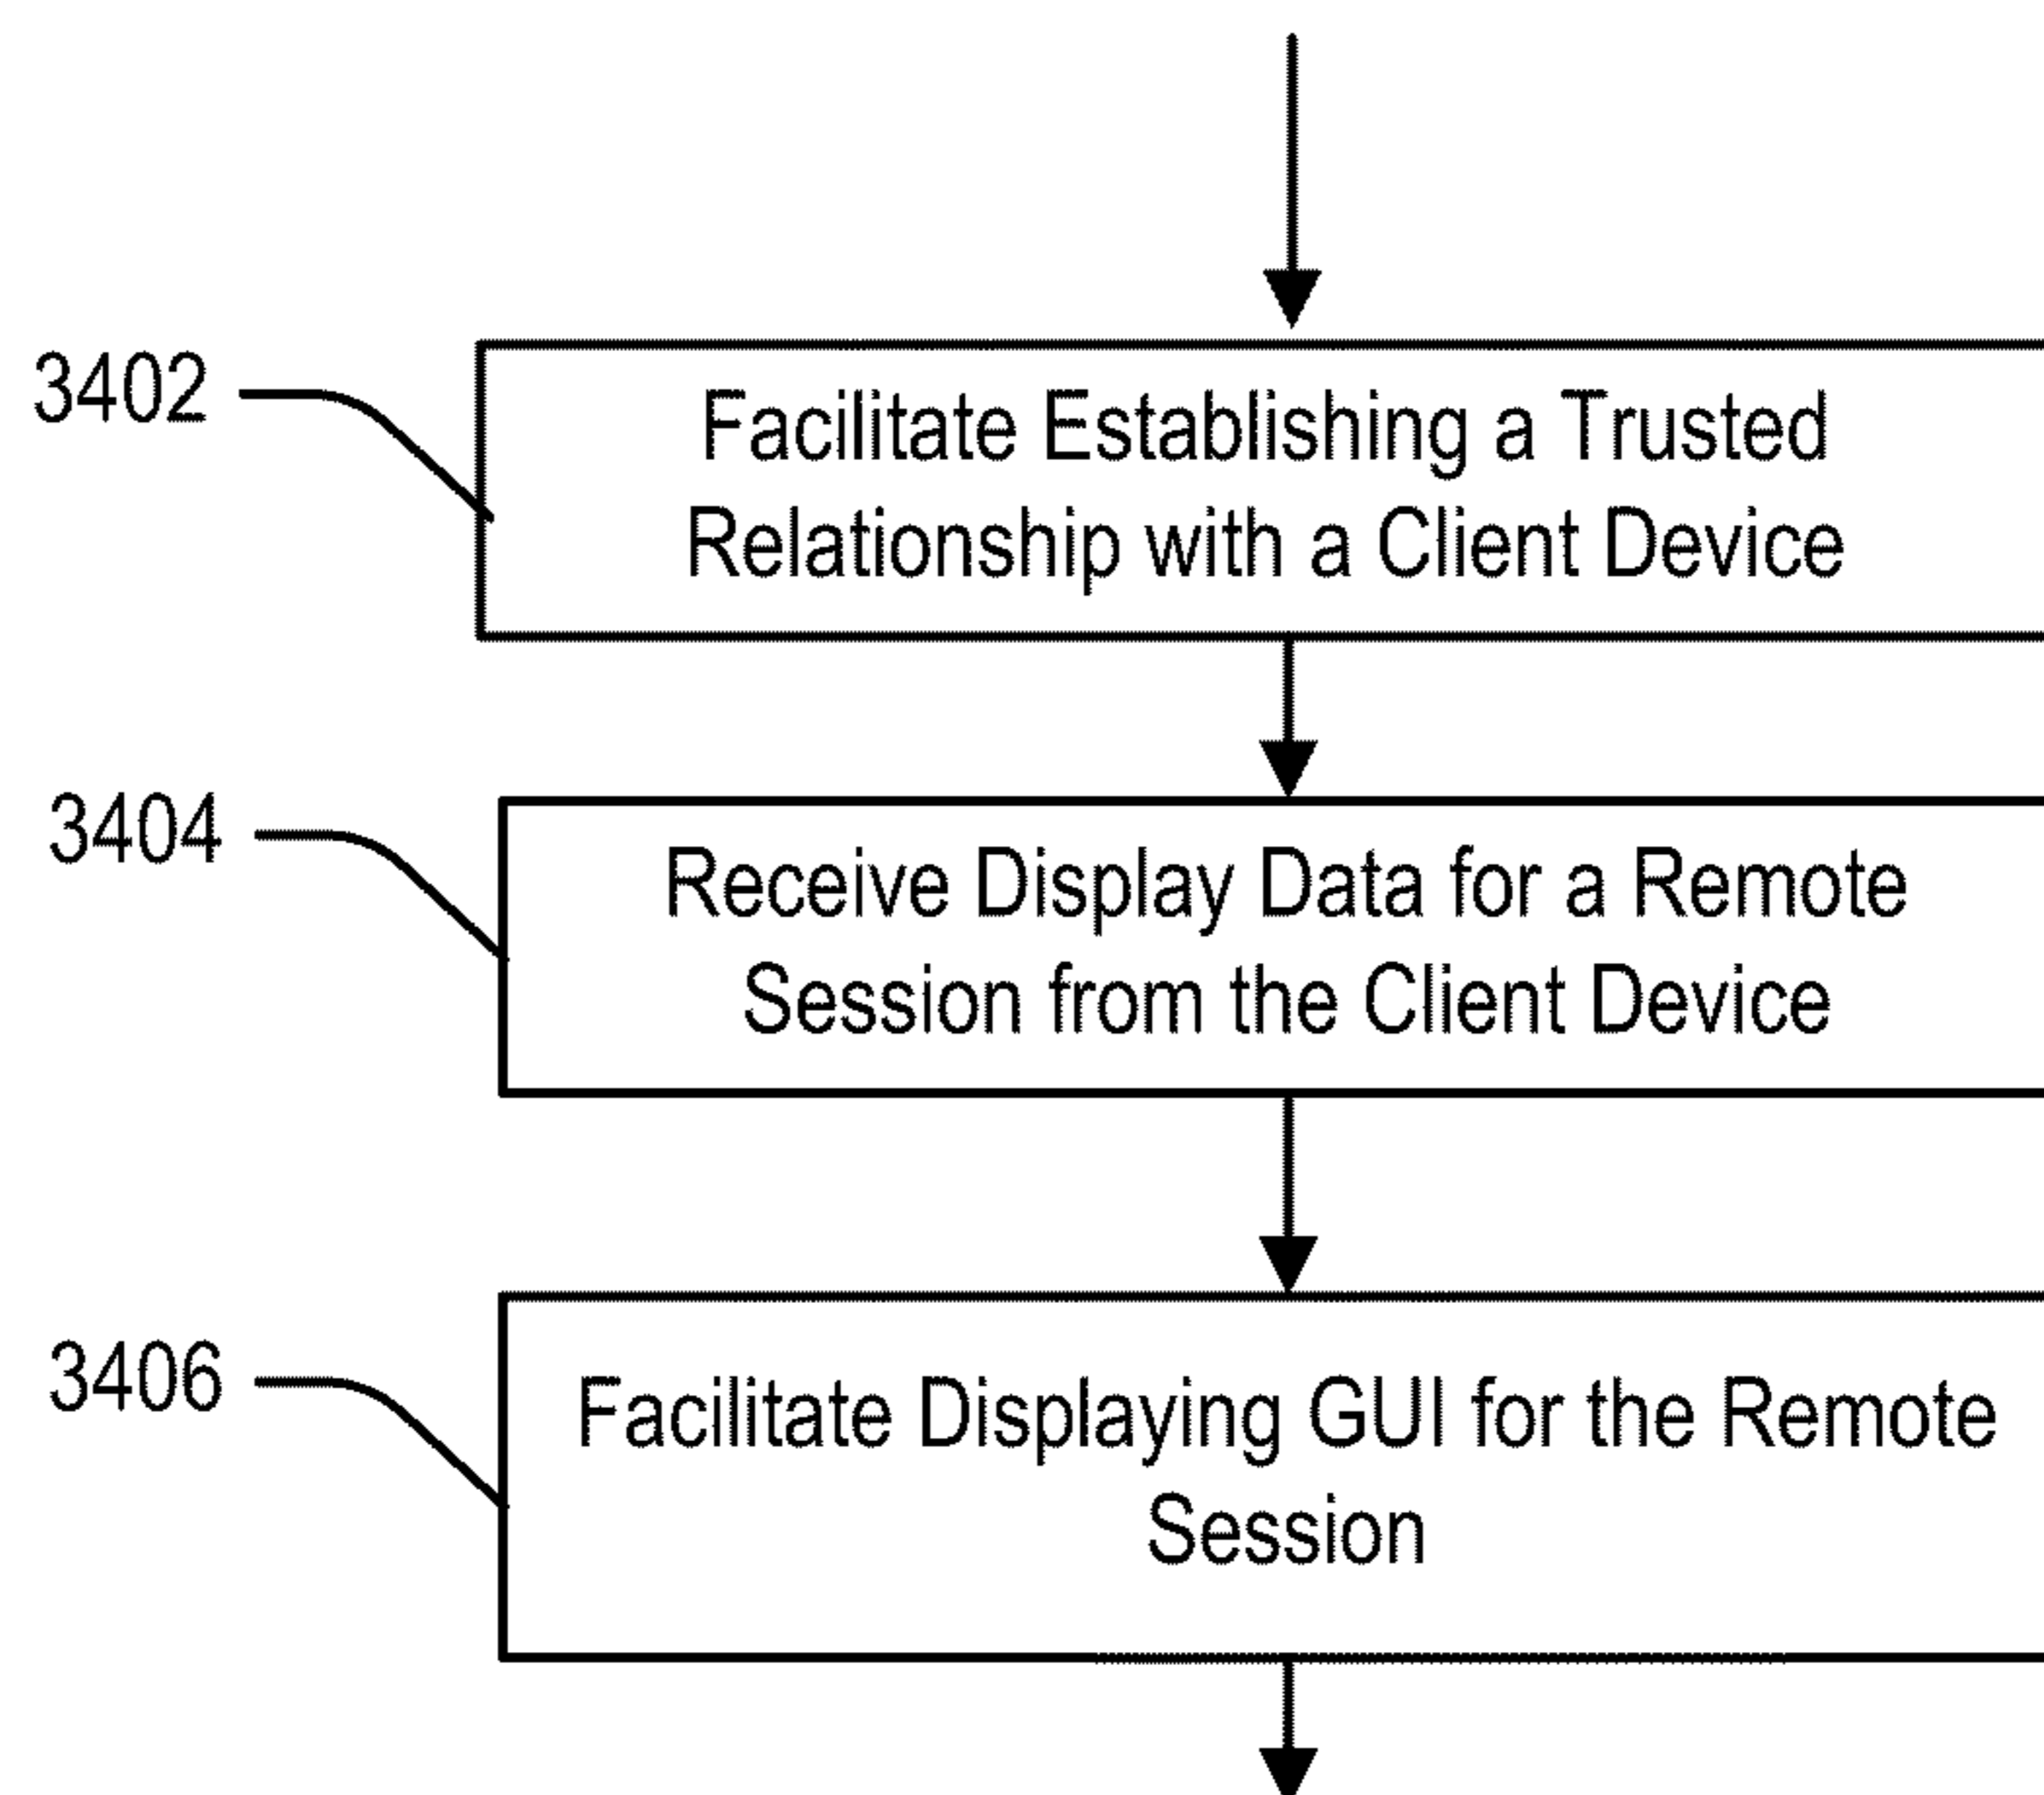 3402
Facilitate Establishing a Trusted
Relationship with a Client Device
3404
Receive Display Data for a Remote
Session from the Client Device
3406
Facilitate Displaying GUI for the Remote
Session